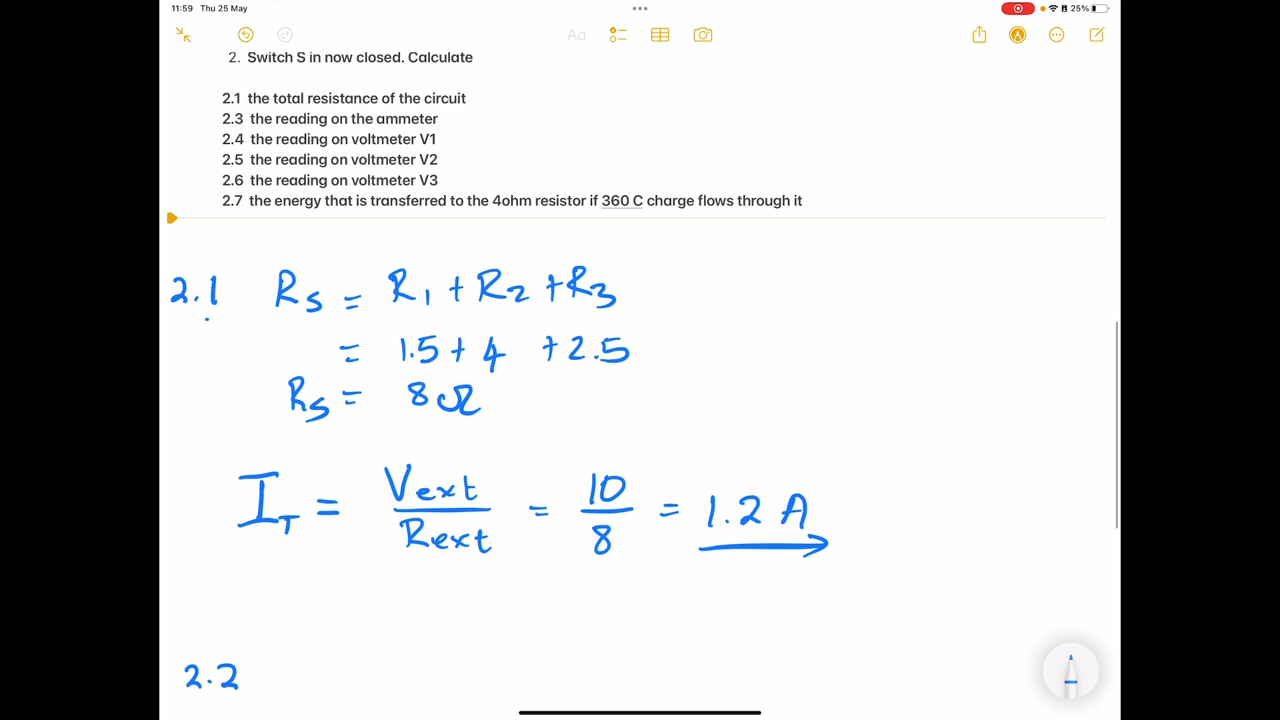 11:59 Thu 25 May 25%
Aa
2. Switch S in now closed. Calculate
2.1 the total resistance of the circuit
2.3 the reading on the ammeter
2.4 the reading on voltmeter V1
2.5 the reading on voltmeter V2
2.6 the reading on voltmeter V3
2.7 the energy that is transferred to the 4ohm resistor if 360 C charge flows through it
2.1 Rs = R1 + R2 + R3
= 1.5 + 4 + 2.5
Rs = 8Ω
IT = Vext / Rext = 10 / 8 = 1.2 A
2.2